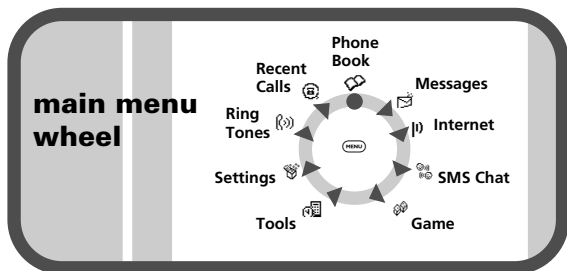 main menu
wheel
Phone
Book
Messages
Internet
SMS Chat
Game
Tools
Settings
Ring
Tones
Recent
Calls
MENU